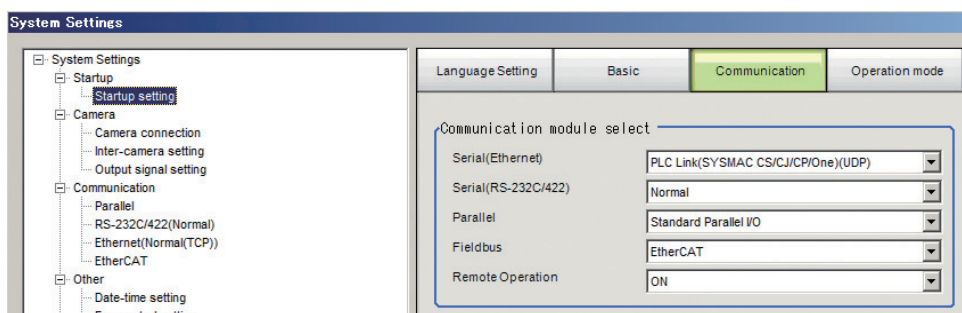 System Settings
System Settings
Startup
Startup setting
Camera
Camera connection
Inter-camera setting
Output signal setting
Communication
Parallel
RS-232C/422(Normal)
Ethernet(Normal(TCP))
EtherCAT
Other
Date-time setting
Language Setting Basic Communication Operation mode
Communication module select
Serial(Ethernet) PLC Link(SYSMAC CS/CJ/CP/One)(UDP)
Serial(RS-232C/422) Normal
Parallel Standard Parallel I/O
Fieldbus EtherCAT
Remote Operation ON